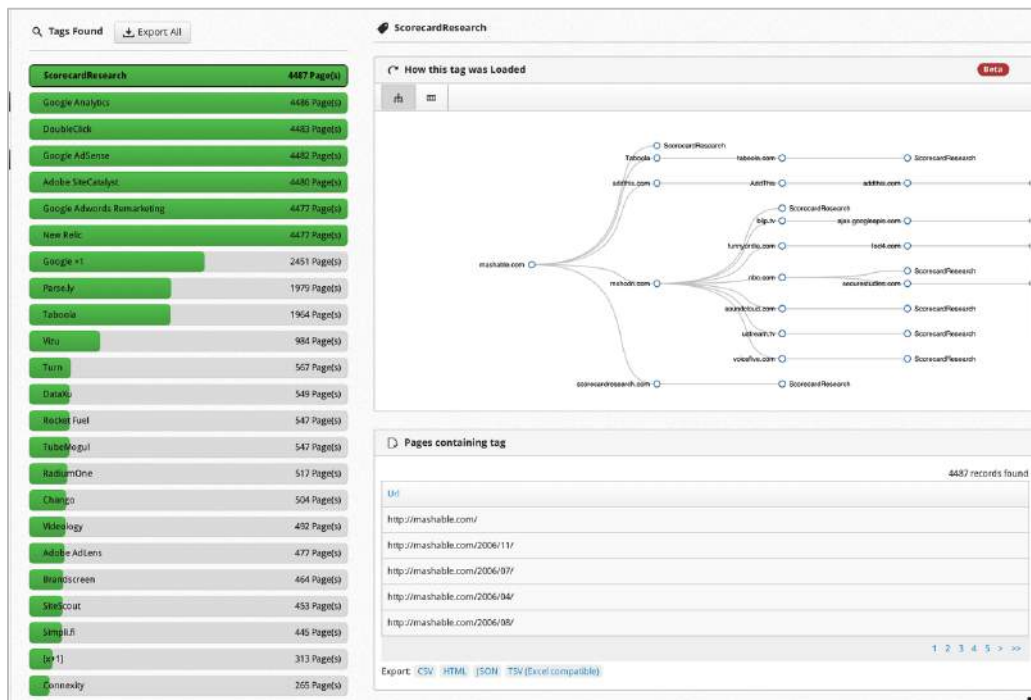 Tags Found Export All
ScorecardResearch 4487 Page(s)
Google Analytics 4486 Page(s)
DoubleClick 4483 Page(s)
Google AdSense 4482 Page(s)
Adobe SiteCatalyst 4480 Page(s)
Google Adwords Remarketing 4477 Page(s)
New Relic 4477 Page(s)
Google +1 2451 Page(s)
Parse.ly 1979 Page(s)
Taboola 1964 Page(s)
Vizu 984 Page(s)
Turn 567 Page(s)
DataXu 549 Page(s)
Rocket Fuel 547 Page(s)
TubeMogul 547 Page(s)
RadiumOne 517 Page(s)
Chango 504 Page(s)
Videology 492 Page(s)
Adobe AdLens 477 Page(s)
Brandscreen 464 Page(s)
SiteScout 453 Page(s)
Simpli.fi 445 Page(s)
[x+1] 313 Page(s)
Connexity 265 Page(s)
ScorecardResearch
How this tag was Loaded Beta
ScorecardResearch
Taboola taboola.com ScorecardResearch
addthis.com AddThis addthis.com
ScorecardResearch
blip.tv ajax.googleapis.com
funnyordie.com
mashable.com
ScorecardResearch
mshcdn.com nbc.com
securestudies.com
soundcloud.com ScorecardResearch
ustream.tv ScorecardResearch
voicefive.com ScorecardResearch
scorecardresearch.com ScorecardResearch
Pages containing tag
4487 records found
Url
http://mashable.com/
http://mashable.com/2006/11/
http://mashable.com/2006/07/
http://mashable.com/2006/04/
http://mashable.com/2006/08/
1 2 3 4 5 > >>
Export: CSV HTML JSON TSV (Excel compatible)